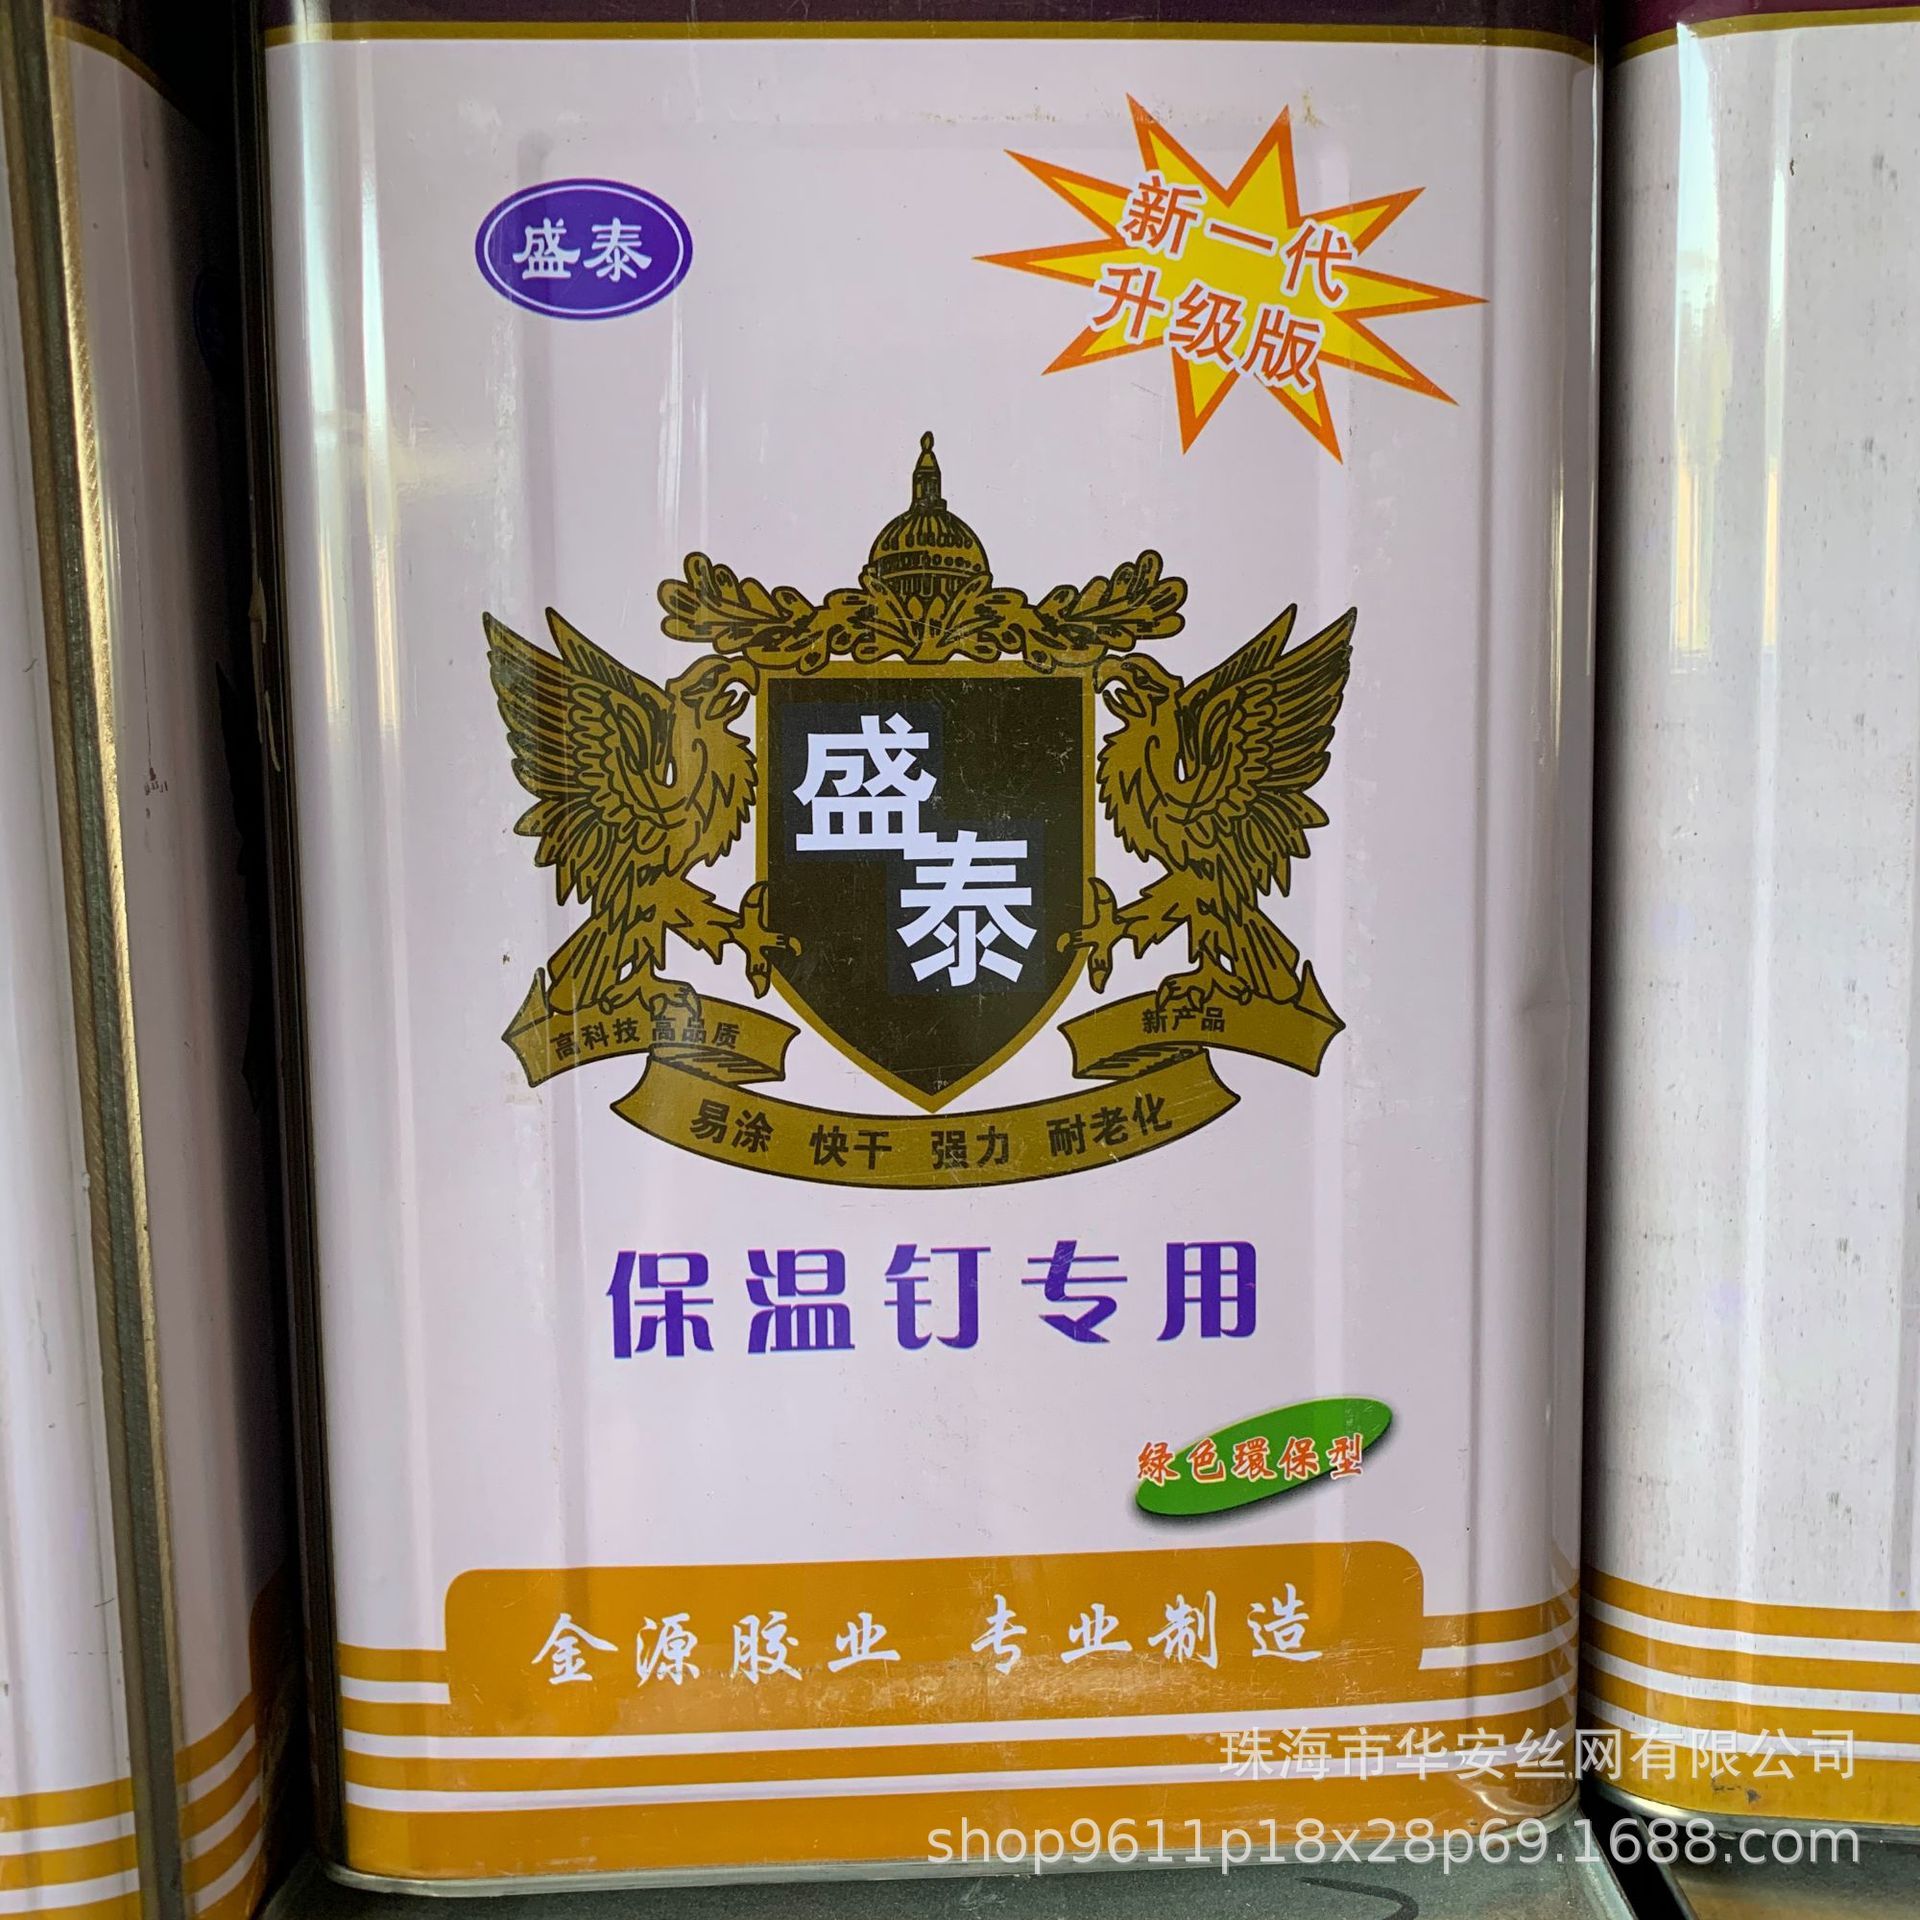 盛泰
新一代
升级版
盛
泰
高科技 高品质
新产品
易涂 快干 强力 耐老化
保温钉专用
綠色環保型
金源胶业 专业制造
珠海市华安丝网有限公司
shop9611p18x28p69.1688.com